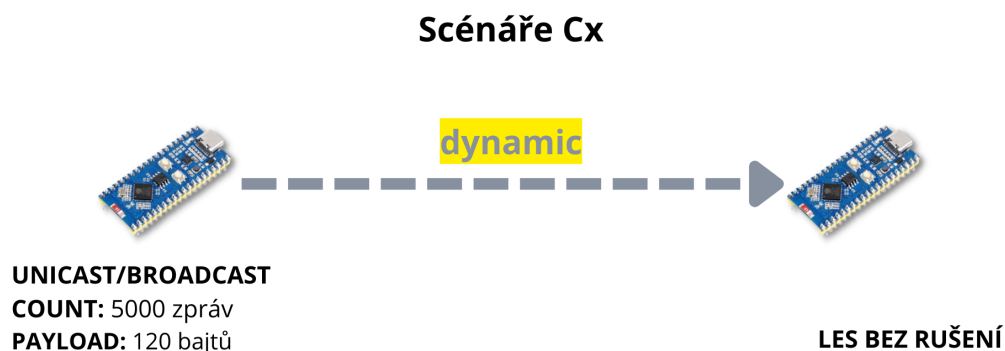 Scénáře Cx
dynamic
UNICAST/BROADCAST
COUNT: 5000 zpráv
PAYLOAD: 120 bajtů
LES BEZ RUŠENÍ